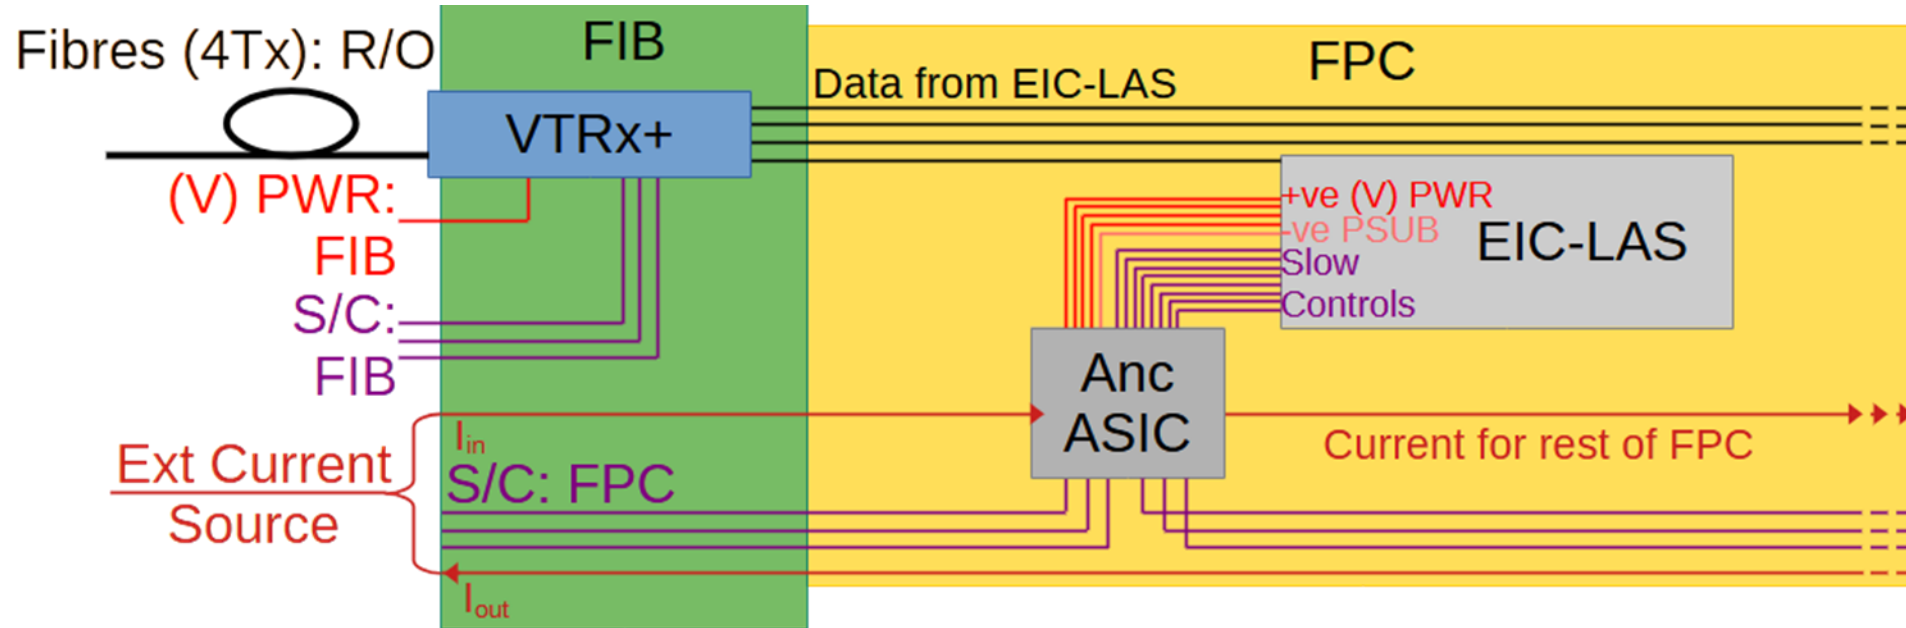 Fibres (4Tx): R/O
FIB
FPC
Data from EIC-LAS
VTRx+
(V) PWR:
FIB
+ve (V) PWR
-ve PSUB
EIC-LAS
Slow
Controls
S/C:
FIB
Anc
ASIC
Iin
Ext Current
Source
S/C: FPC
Current for rest of FPC
Iout